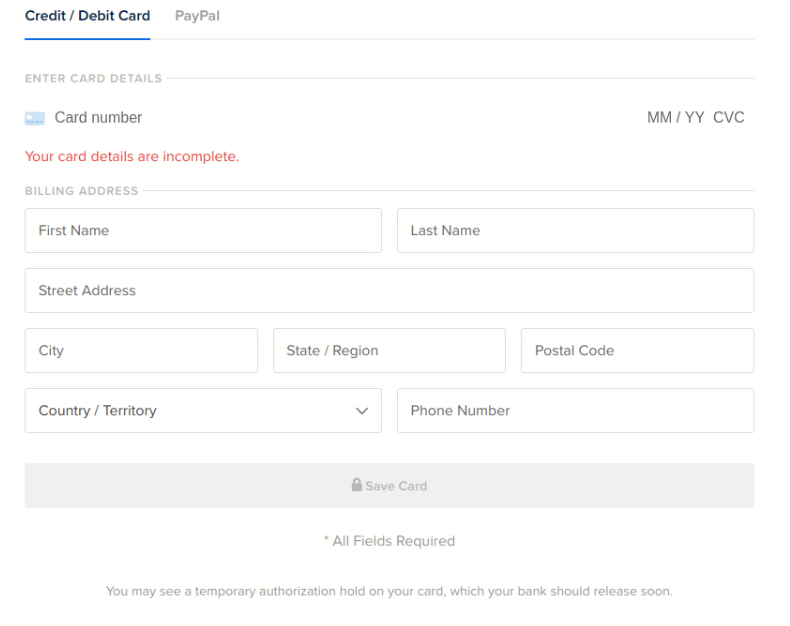 Credit / Debit Card PayPal
ENTER CARD DETAILS
Card number MM / YY CVC
Your card details are incomplete.
BILLING ADDRESS
First Name Last Name
Street Address
City State / Region Postal Code
Country / Territory Phone Number
Save Card
* All Fields Required
You may see a temporary authorization hold on your card, which your bank should release soon.